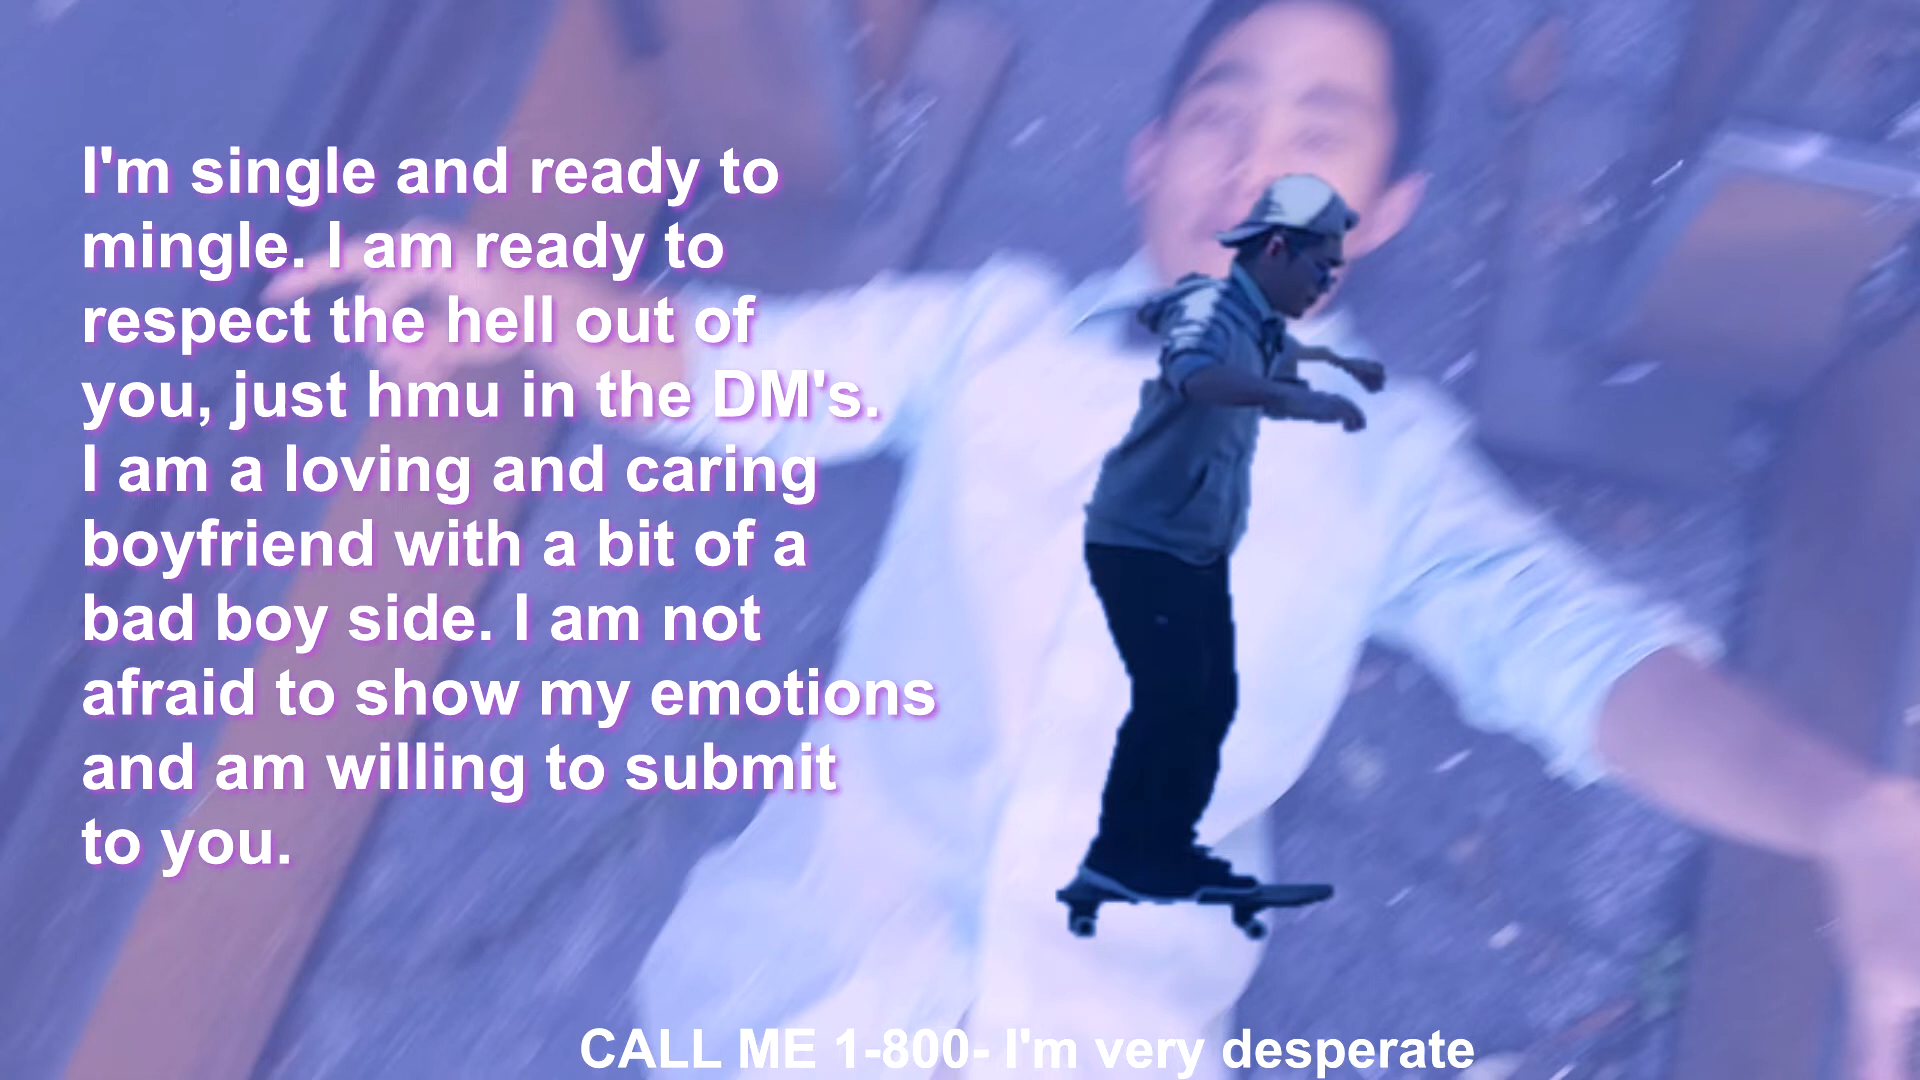 I'm single and ready to
mingle. I am ready to
respect the hell out of
you, just hmu in the DM's.
I am a loving and caring
boyfriend with a bit of a
bad boy side. I am not
afraid to show my emotions
and am willing to submit
to you.
CALL ME 1-800- I'm very desperate